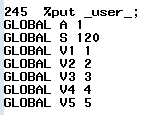 245  %put _user_;
GLOBAL A 1
GLOBAL S 120
GLOBAL V1 1
GLOBAL V2 2
GLOBAL V3 3
GLOBAL V4 4
GLOBAL V5 5